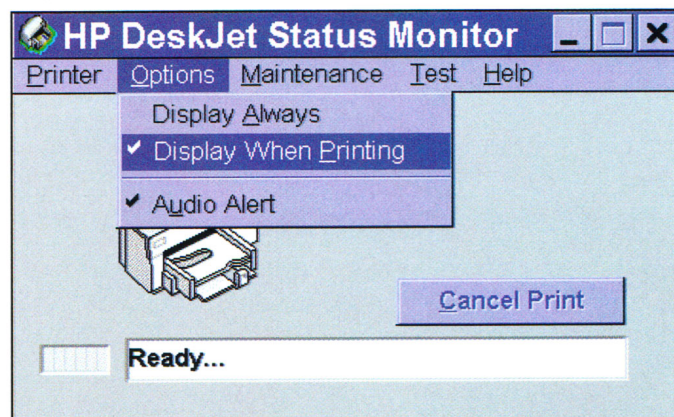 HP DeskJet Status Monitor
Printer Options Maintenance Test Help
Display Always
Display When Printing
Audio Alert
Cancel Print
Ready...